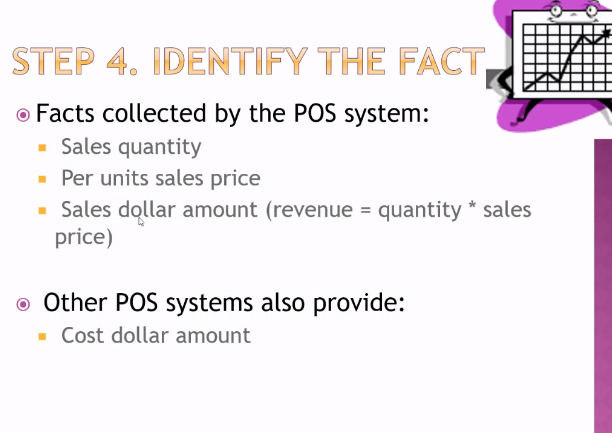 STEP 4. IDENTIFY THE FACT
Facts collected by the POS system:
Sales quantity
Per units sales price
Sales dollar amount (revenue = quantity * sales
price)
Other POS systems also provide:
Cost dollar amount